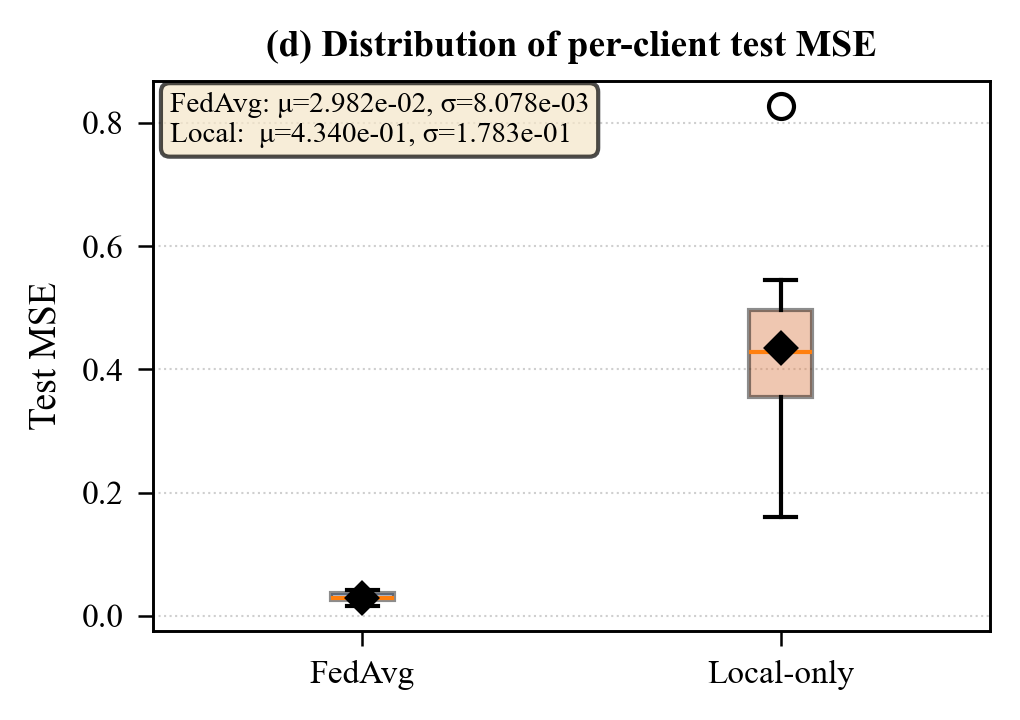 (d) Distribution of per-client test MSE
FedAvg: μ=2.982e-02, σ=8.078e-03
Local:  μ=4.340e-01, σ=1.783e-01
0.8
0.6
0.4
0.2
0.0
Test MSE
FedAvg
Local-only